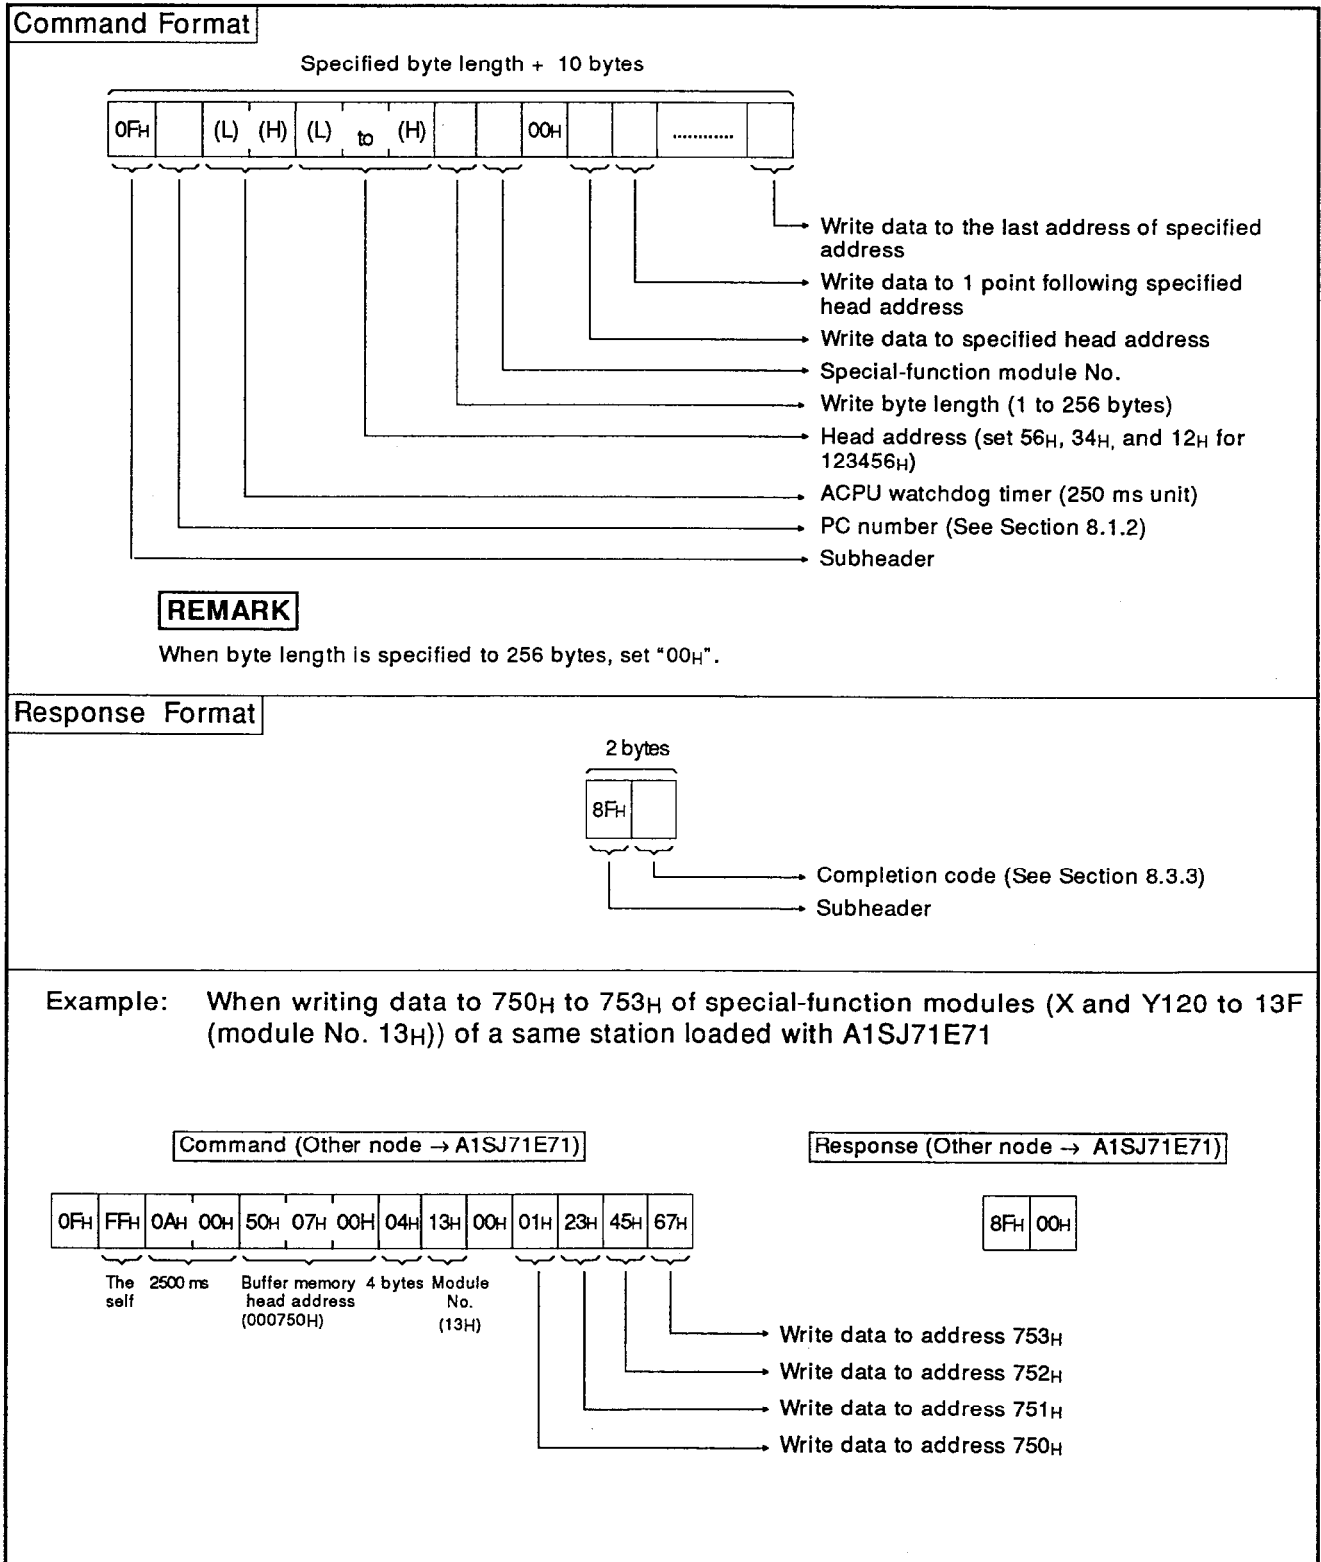 Command Format
Specified byte length + 10 bytes
0FH (L) (H) (L) to (H) 00H ............
Write data to the last address of specified
address
Write data to 1 point following specified
head address
Write data to specified head address
Special-function module No.
Write byte length (1 to 256 bytes)
Head address (set 56H, 34H, and 12H for
123456H)
ACPU watchdog timer (250 ms unit)
PC number (See Section 8.1.2)
Subheader
REMARK
When byte length is specified to 256 bytes, set "00H".
Response Format
2 bytes
8FH
Completion code (See Section 8.3.3)
Subheader
Example: When writing data to 750H to 753H of special-function modules (X and Y120 to 13F
(module No. 13H)) of a same station loaded with A1SJ71E71
Command (Other node → A1SJ71E71)
Response (Other node → A1SJ71E71)
0FH FFH 0AH 00H 50H 07H 00H 04H 13H 00H 01H 23H 45H 67H
8FH 00H
The 2500 ms Buffer memory 4 bytes Module
self head address No.
(000750H) (13H)
Write data to address 753H
Write data to address 752H
Write data to address 751H
Write data to address 750H